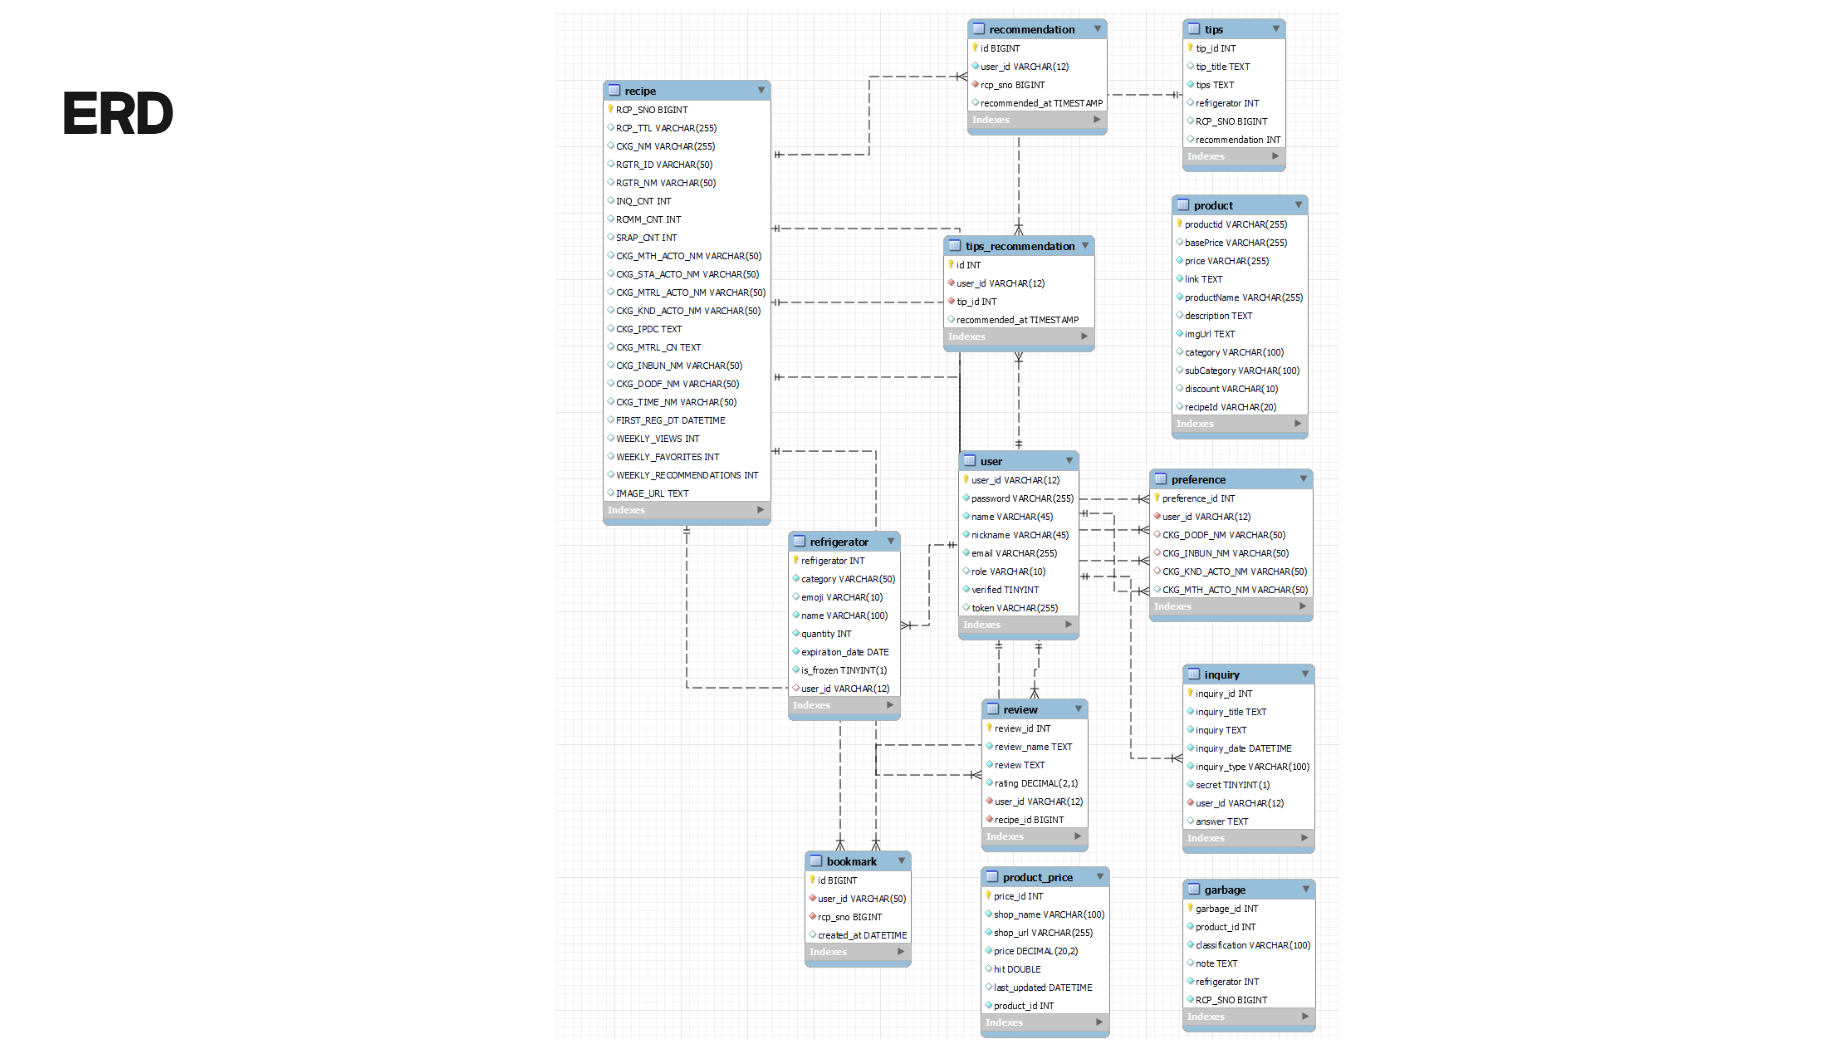 ERD
recipe
RCP_SNO BIGINT
RCP_TTL VARCHAR(255)
CKG_NM VARCHAR(255)
RGTR_ID VARCHAR(50)
RGTR_NM VARCHAR(50)
INQ_CNT INT
RCMM_CNT INT
SRAP_CNT INT
CKG_MTH_ACTO_NM VARCHAR(50)
CKG_STA_ACTO_NM VARCHAR(50)
CKG_MTRL_ACTO_NM VARCHAR(50)
CKG_KND_ACTO_NM VARCHAR(50)
CKG_IPDC TEXT
CKG_MTRL_CN TEXT
CKG_INBUN_NM VARCHAR(50)
CKG_DODF_NM VARCHAR(50)
CKG_TIME_NM VARCHAR(50)
FIRST_REG_DT DATETIME
WEEKLY_VIEWS INT
WEEKLY_FAVORITES INT
WEEKLY_RECOMMENDATIONS INT
IMAGE_URL TEXT
Indexes
recommendation
id BIGINT
user_id VARCHAR(12)
rcp_sno BIGINT
recommended_at TIMESTAMP
Indexes
tips
tip_id INT
tip_title TEXT
tips TEXT
refrigerator INT
RCP_SNO BIGINT
recommendation INT
Indexes
product
productid VARCHAR(255)
basePrice VARCHAR(255)
price VARCHAR(255)
link TEXT
productName VARCHAR(255)
description TEXT
imgUrl TEXT
category VARCHAR(100)
subCategory VARCHAR(100)
discount VARCHAR(10)
recipeId VARCHAR(20)
Indexes
tips_recommendation
id INT
user_id VARCHAR(12)
tip_id INT
recommended_at TIMESTAMP
Indexes
user
user_id VARCHAR(12)
password VARCHAR(255)
name VARCHAR(45)
nickname VARCHAR(45)
email VARCHAR(255)
role VARCHAR(10)
verified TINYINT
token VARCHAR(255)
Indexes
preference
preference_id INT
user_id VARCHAR(12)
CKG_DODF_NM VARCHAR(50)
CKG_INBUN_NM VARCHAR(50)
CKG_KND_ACTO_NM VARCHAR(50)
CKG_MTH_ACTO_NM VARCHAR(50)
Indexes
refrigerator
refrigerator INT
category VARCHAR(50)
emoji VARCHAR(10)
name VARCHAR(100)
quantity INT
expiration_date DATE
is_frozen TINYINT(1)
user_id VARCHAR(12)
Indexes
review
review_id INT
review_name TEXT
review TEXT
rating DECIMAL(2,1)
user_id VARCHAR(12)
recipe_id BIGINT
Indexes
inquiry
inquiry_id INT
inquiry_title TEXT
inquiry TEXT
inquiry_date DATETIME
inquiry_type VARCHAR(100)
secret TINYINT(1)
user_id VARCHAR(12)
answer TEXT
Indexes
bookmark
id BIGINT
user_id VARCHAR(50)
rcp_sno BIGINT
created_at DATETIME
Indexes
product_price
price_id INT
shop_name VARCHAR(100)
shop_url VARCHAR(255)
price DECIMAL(20,2)
hit DOUBLE
last_updated DATETIME
product_id INT
Indexes
garbage
garbage_id INT
product_id INT
classification VARCHAR(100)
note TEXT
refrigerator INT
RCP_SNO BIGINT
Indexes